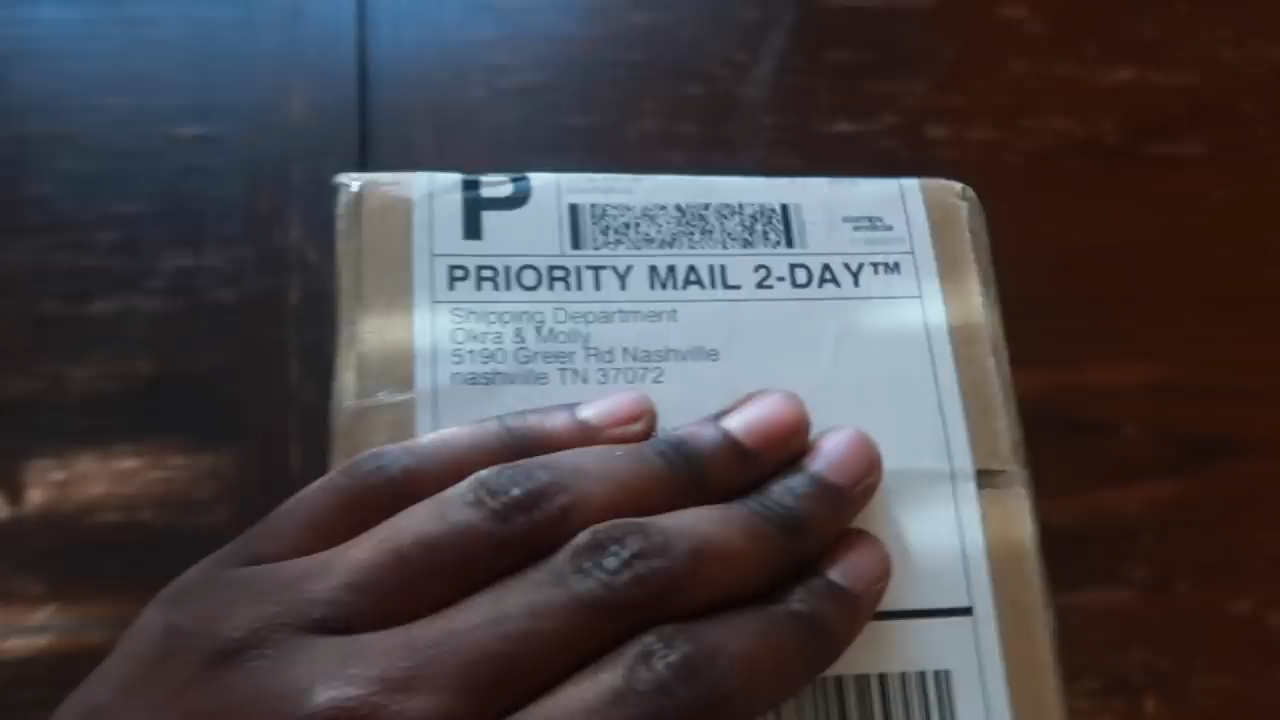 P
PRIORITY MAIL 2-DAY™
Shipping Department
Okra & Molly
5190 Greer Rd Nashville
nashville TN 37072